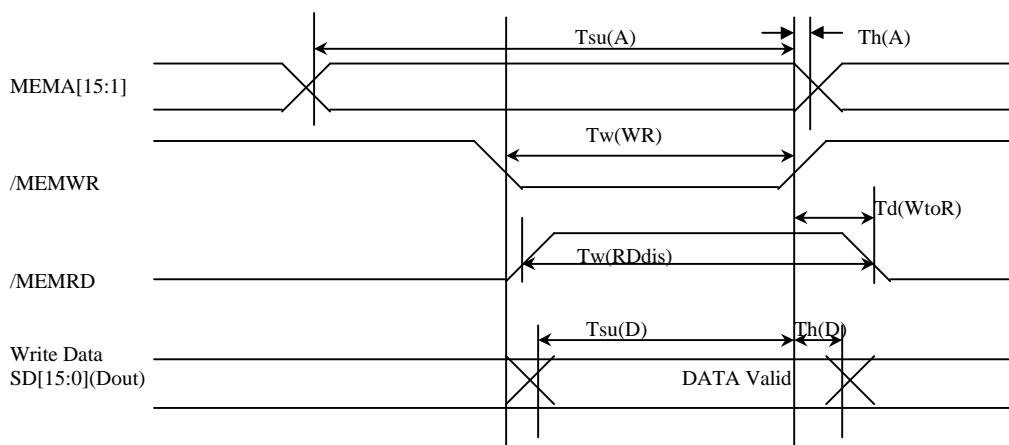 Tsu(A)
Th(A)
MEMA[15:1]
Tw(WR)
/MEMWR
Td(WtoR)
Tw(RDdis)
/MEMRD
Tsu(D)
Th(D)
Write Data
SD[15:0](Dout)
DATA Valid